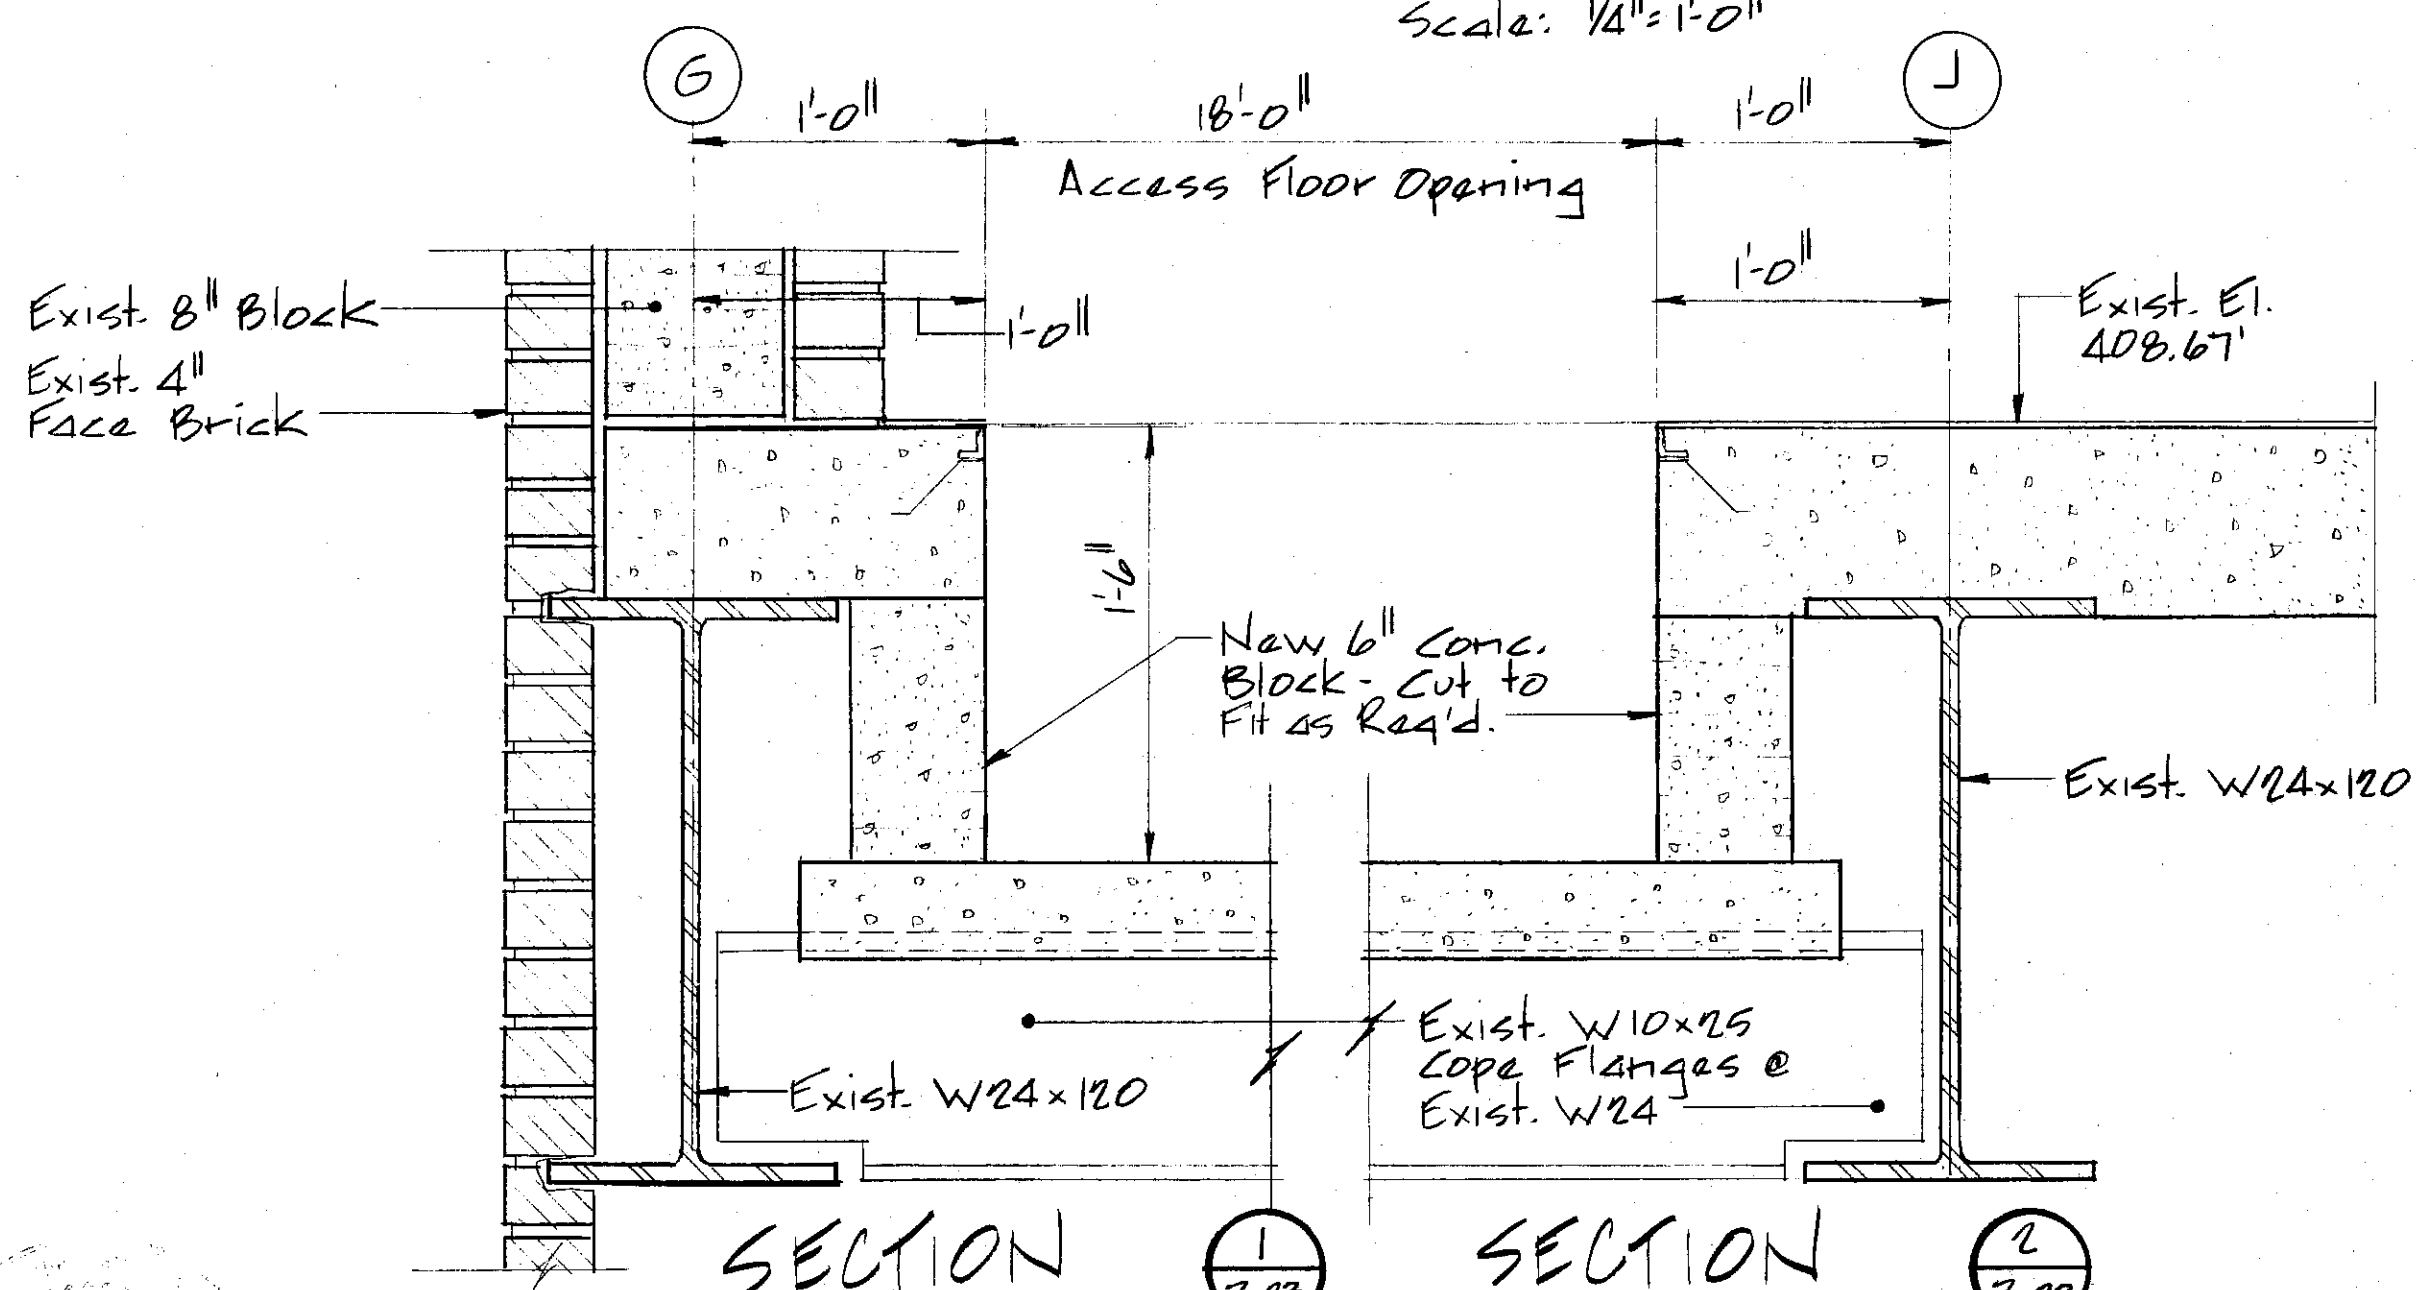 Scale: 1/4"=1'-0"
G
J
1'-0"
18'-0"
1'-0"
Access Floor Opening
1'-0"
Exist. 8" Block
1'-0"
Exist. El.
408.67'
Exist. 4"
Face Brick
1'-6"
New 6" Conc.
Block - Cut to
Fit as Req'd.
Exist. W24x120
Exist. W10x25
Cope Flanges @
Exist. W24
Exist. W24x120
SECTION
1
SECTION
2